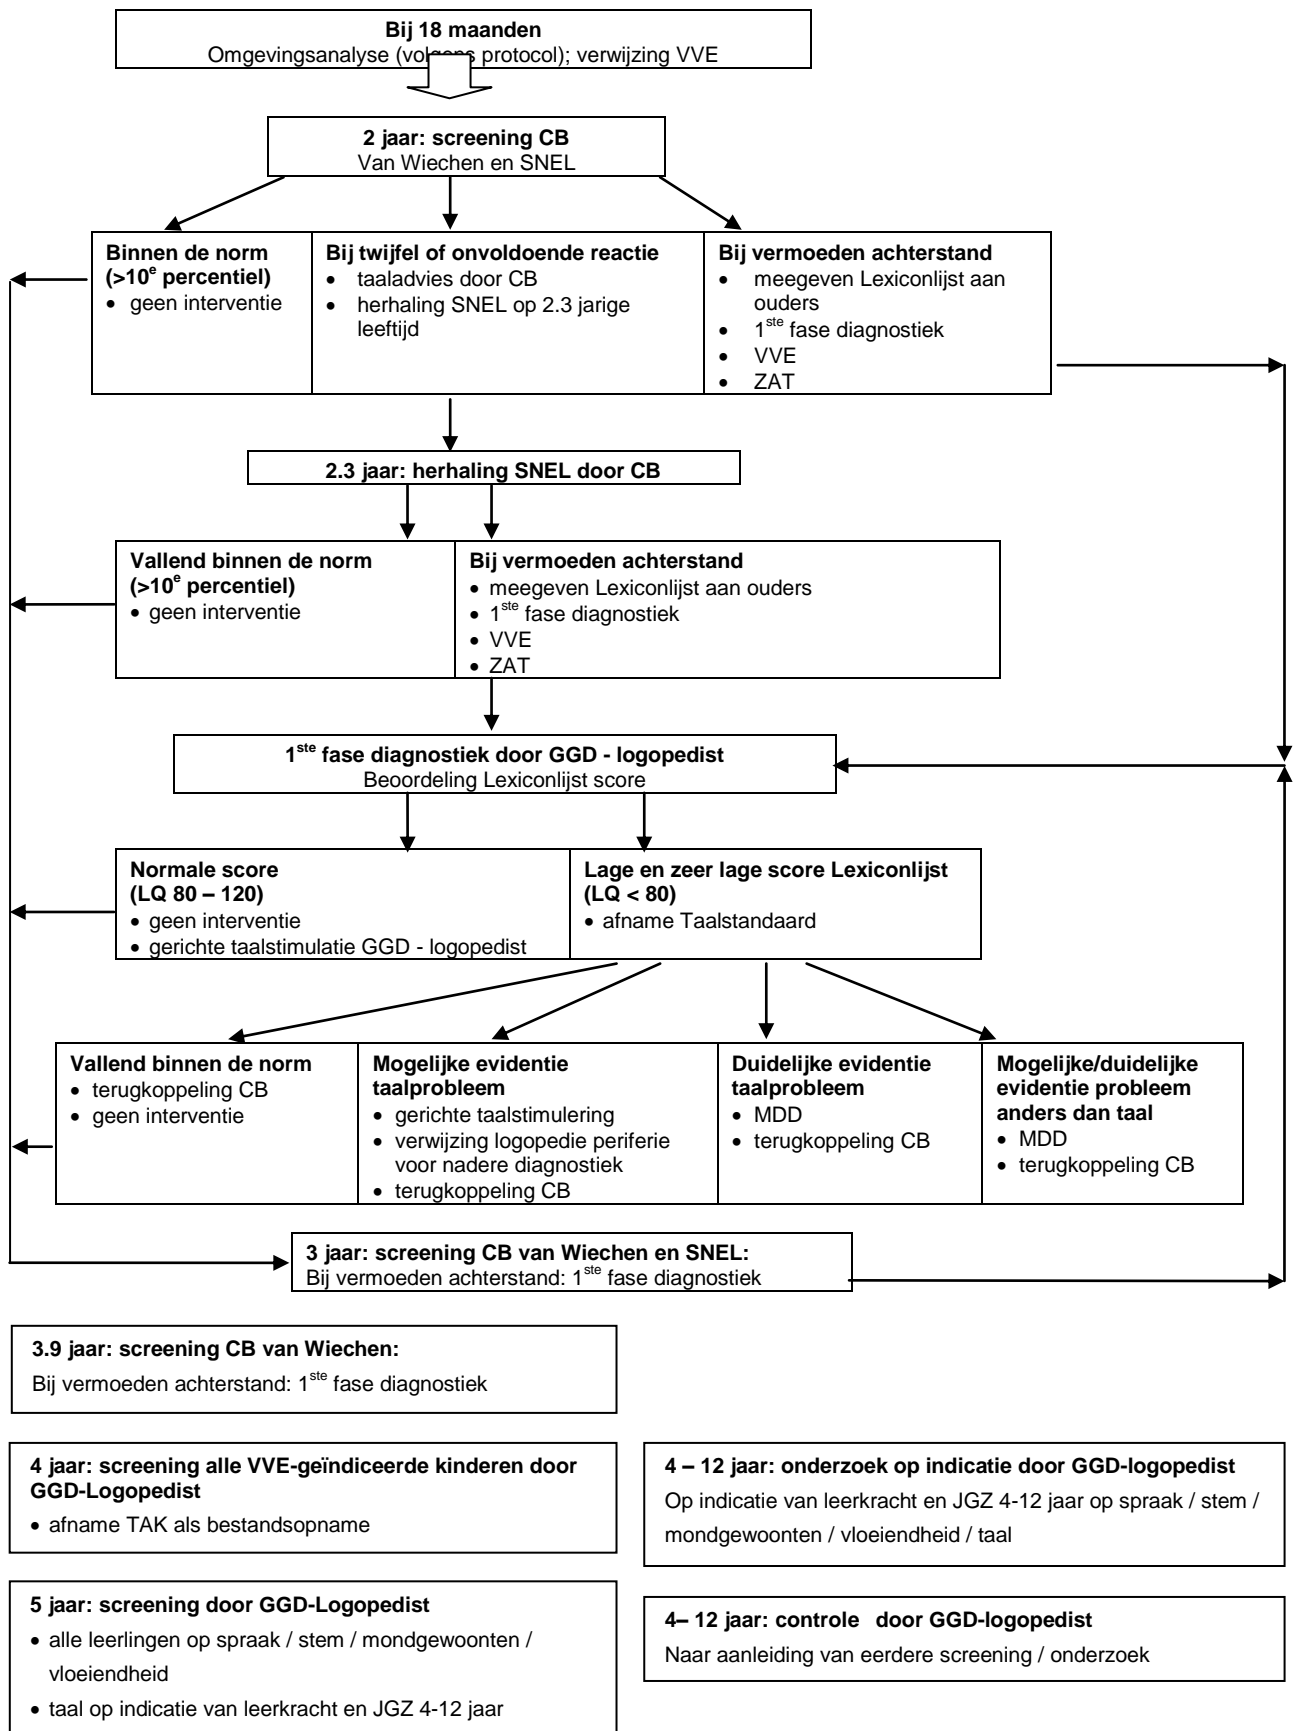 Bij 18 maanden
Omgevingsanalyse (volgens protocol); verwijzing VVE
2 jaar: screening CB
Van Wiechen en SNEL
Binnen de norm
(>10e percentiel)
• geen interventie
Bij twijfel of onvoldoende reactie
• taaladvies door CB
• herhaling SNEL op 2.3 jarige
leeftijd
Bij vermoeden achterstand
• meegeven Lexiconlijst aan
ouders
• 1ste fase diagnostiek
• VVE
• ZAT
2.3 jaar: herhaling SNEL door CB
Vallend binnen de norm
(>10e percentiel)
• geen interventie
Bij vermoeden achterstand
• meegeven Lexiconlijst aan ouders
• 1ste fase diagnostiek
• VVE
• ZAT
1ste fase diagnostiek door GGD - logopedist
Beoordeling Lexiconlijst score
Normale score
(LQ 80 – 120)
• geen interventie
• gerichte taalstimulatie GGD - logopedist
Lage en zeer lage score Lexiconlijst
(LQ < 80)
• afname Taalstandaard
Vallend binnen de norm
• terugkoppeling CB
• geen interventie
Mogelijke evidentie
taalprobleem
• gerichte taalstimulering
• verwijzing logopedie periferie
voor nadere diagnostiek
• terugkoppeling CB
Duidelijke evidentie
taalprobleem
• MDD
• terugkoppeling CB
Mogelijke/duidelijke
evidentie probleem
anders dan taal
• MDD
• terugkoppeling CB
3 jaar: screening CB van Wiechen en SNEL:
Bij vermoeden achterstand: 1ste fase diagnostiek
3.9 jaar: screening CB van Wiechen:
Bij vermoeden achterstand: 1ste fase diagnostiek
4 jaar: screening alle VVE-geïndiceerde kinderen door
GGD-Logopedist
• afname TAK als bestandsopname
4 – 12 jaar: onderzoek op indicatie door GGD-logopedist
Op indicatie van leerkracht en JGZ 4-12 jaar op spraak / stem /
mondgewoonten / vloeiendheid / taal
5 jaar: screening door GGD-Logopedist
• alle leerlingen op spraak / stem / mondgewoonten /
vloeiendheid
• taal op indicatie van leerkracht en JGZ 4-12 jaar
4– 12 jaar: controle door GGD-logopedist
Naar aanleiding van eerdere screening / onderzoek